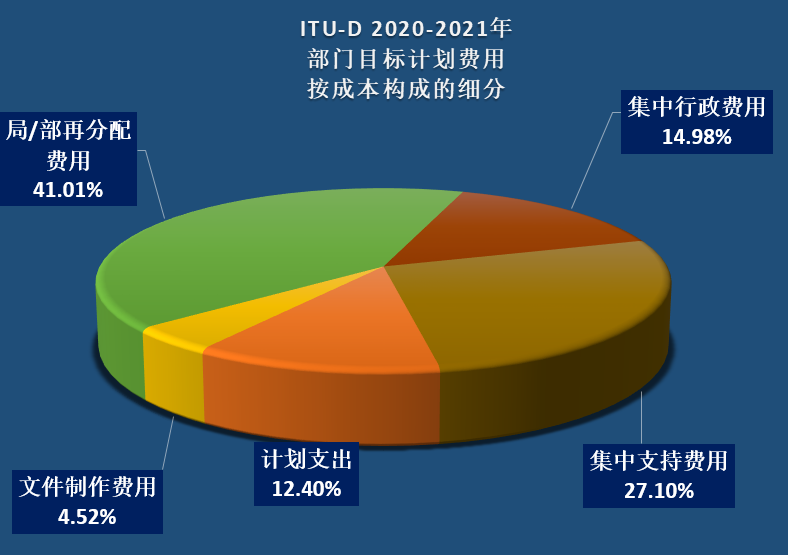 ITU-D 2020-2021年
部门目标计划费用
按成本构成的细分
集中行政费用
14.98%
局/部再分配
费用
41.01%
计划支出
12.40%
集中支持费用
27.10%
文件制作费用
4.52%